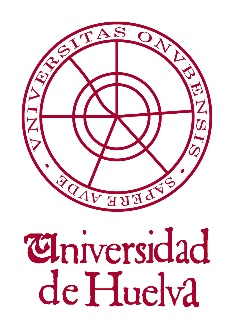 VNIVERSITAS ONVBENSIS · SAPERE AVDE ·
Universidad
de Huelva